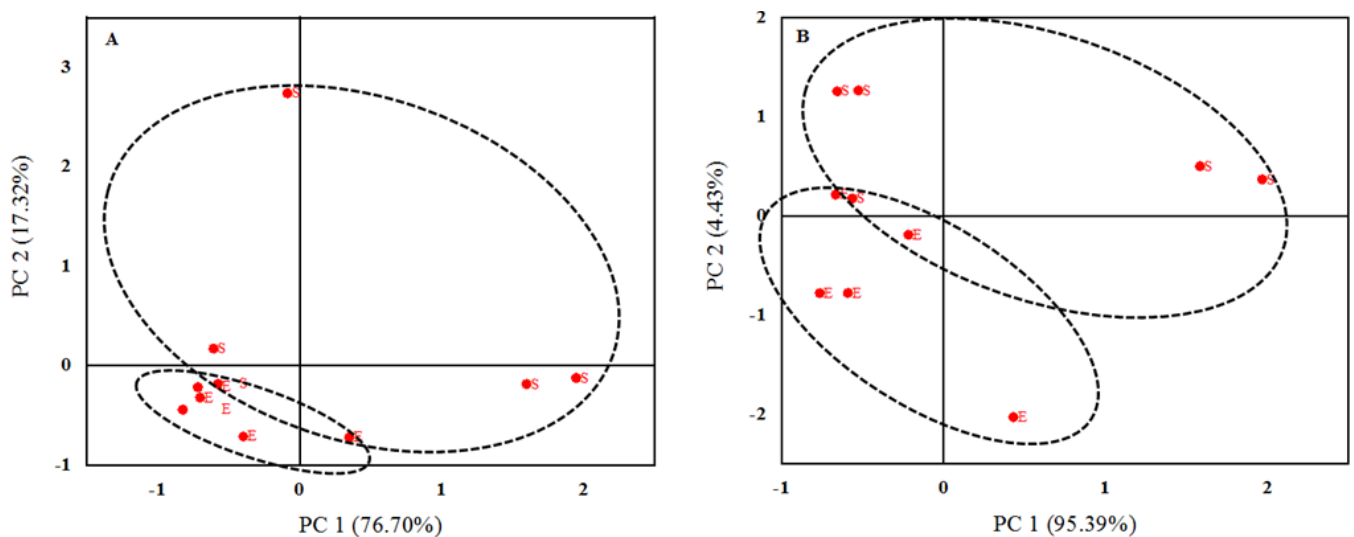 A
3
2
1
0
-1
PC 2 (17.32%)
S
S
E S
E E
E
E
S
S
-1 0 1 2
PC 1 (76.70%)
B
2
1
0
-1
-2
PC 2 (4.43%)
S S
S
S
E S
E
E E
E
-1 0 1 2
PC 1 (95.39%)